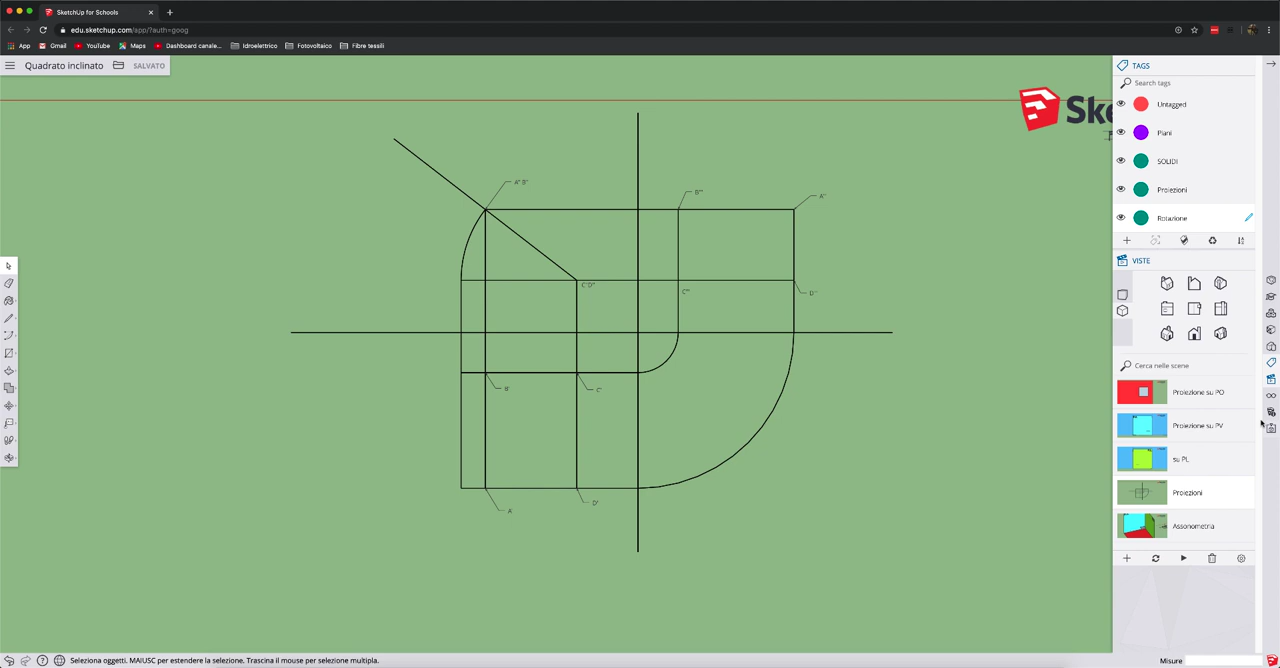 SketchUp for Schools
edu.sketchup.com/app/?auth=goog
App Gmail YouTube Maps Dashboard canale... Idroelettrico Fotovoltaico Fibre tessili
Quadrato inclinato SALVATO
TAGS
Search tags
Untagged
Piani
SOLIDI
Proiezioni
Rotazione
VISTE
Cerca nelle scene
Proiezione su PO
Proiezione su PV
su PL
Proiezioni
Assonometria
Ske
A'' B''
B'''
A'''
C''D''
C'''
D'''
B'
C'
A'
D'
Seleziona oggetti. MAIUSC per estendere la selezione. Trascina il mouse per selezione multipla.
Misure